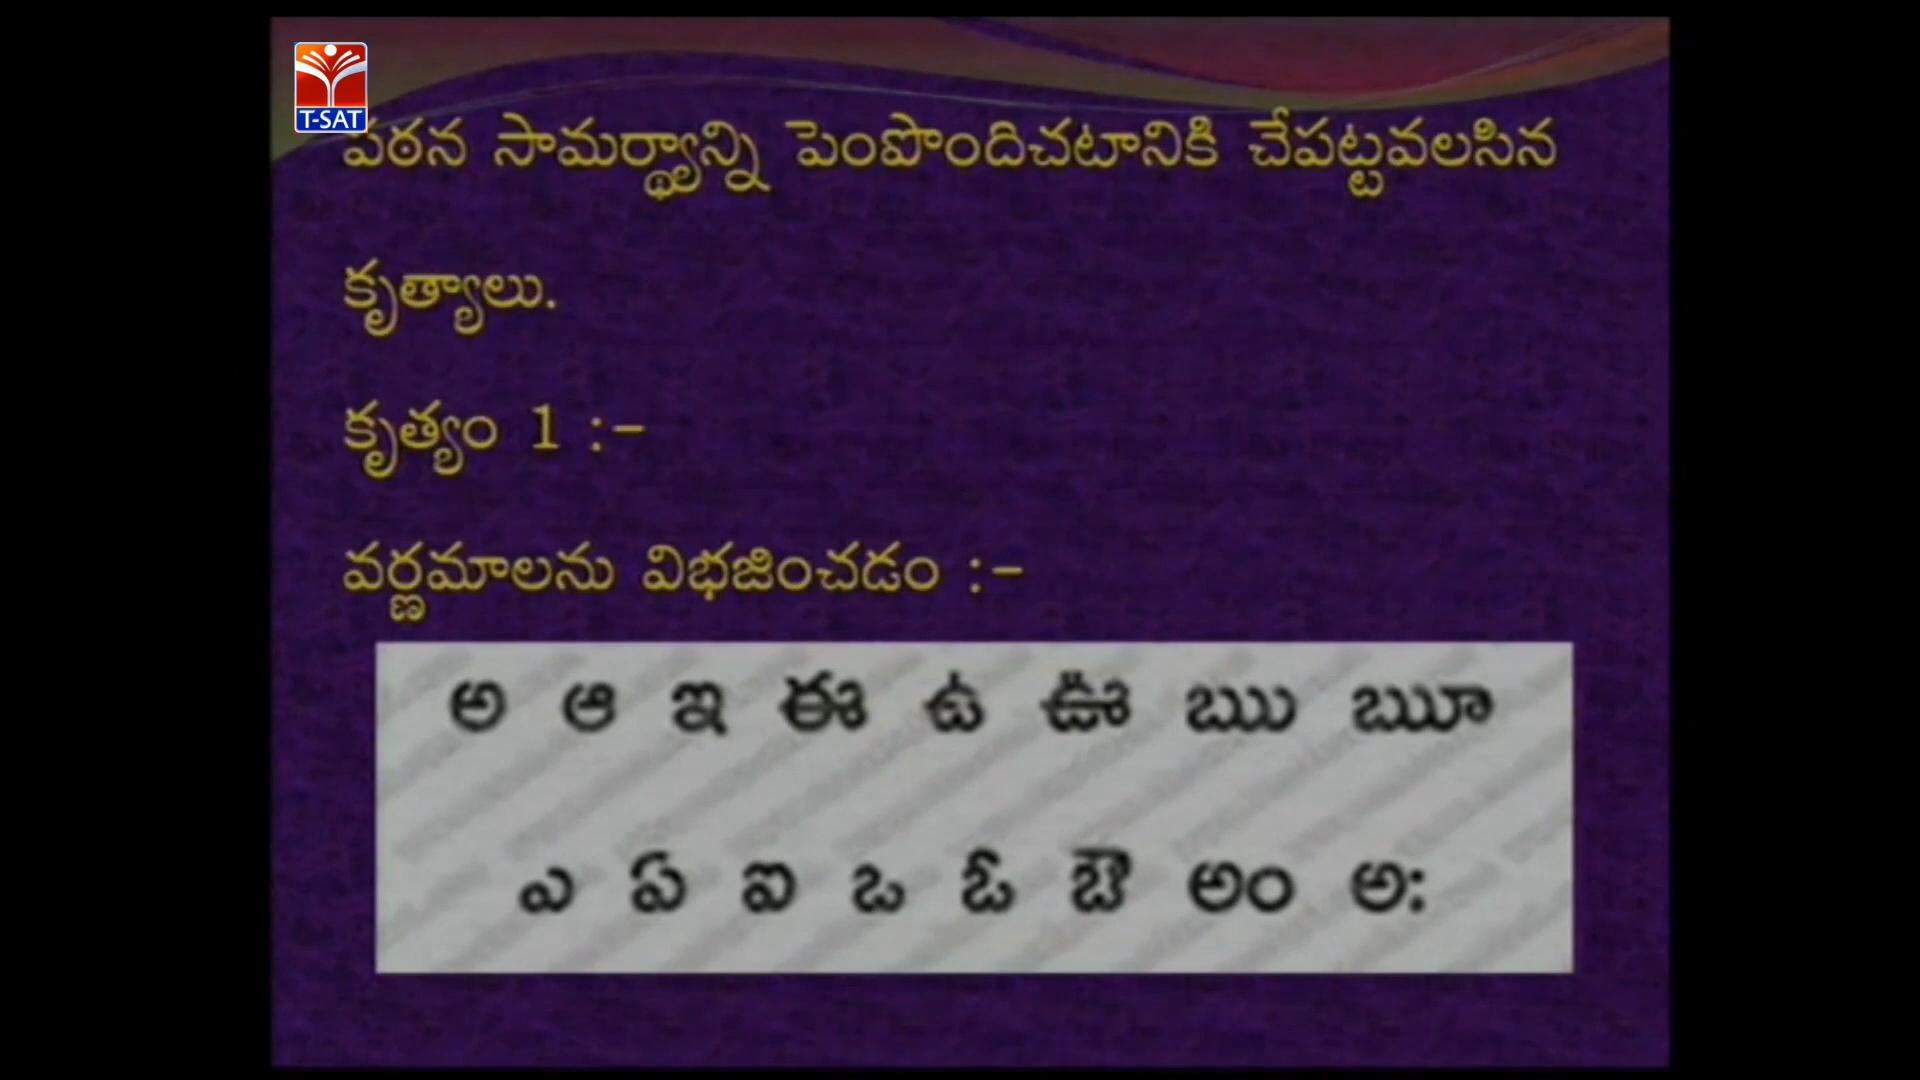 T-SAT
పఠన సామర్థ్యాన్ని పెంపొందిచటానికి చేపట్టవలసిన
కృత్యాలు.
కృత్యం 1 :-
వర్ణమాలను విభజించడం :-
అ ఆ ఇ ఈ ఉ ఊ ఋ ౠ
ఎ ఏ ఐ ఒ ఓ ఔ అం అ: